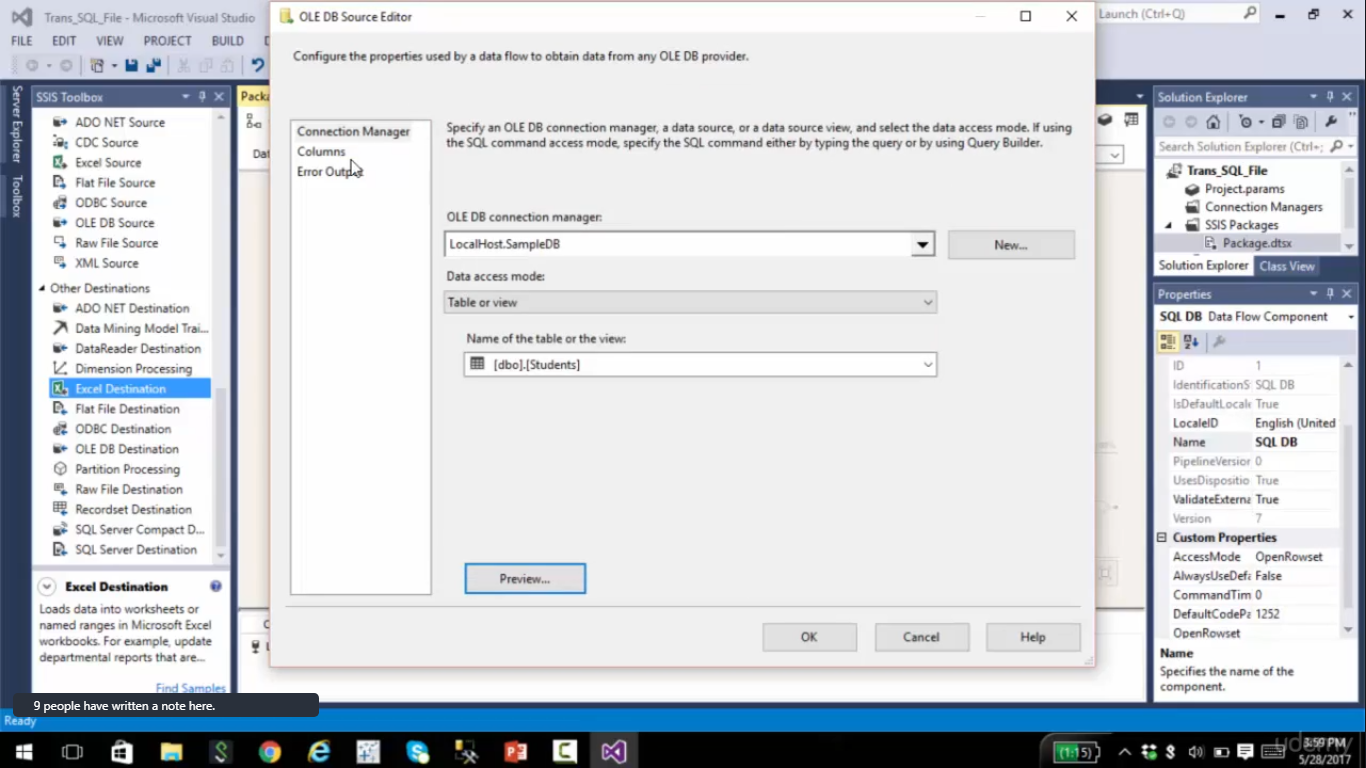 Trans_SQL_File - Microsoft Visual Studio
Launch (Ctrl+Q)
FILE EDIT VIEW PROJECT BUILD
OLE DB Source Editor
Configure the properties used by a data flow to obtain data from any OLE DB provider.
Connection Manager
Columns
Error Output
Specify an OLE DB connection manager, a data source, or a data source view, and select the data access mode. If using
the SQL command access mode, specify the SQL command either by typing the query or by using Query Builder.
OLE DB connection manager:
LocalHost.SampleDB
New...
Data access mode:
Table or view
Name of the table or the view:
[dbo].[Students]
Preview...
OK
Cancel
Help
Server Explorer
Toolbox
SSIS Toolbox
ADO NET Source
CDC Source
Excel Source
Flat File Source
ODBC Source
OLE DB Source
Raw File Source
XML Source
Other Destinations
ADO NET Destination
Data Mining Model Trai...
DataReader Destination
Dimension Processing
Excel Destination
Flat File Destination
ODBC Destination
OLE DB Destination
Partition Processing
Raw File Destination
Recordset Destination
SQL Server Compact D...
SQL Server Destination
Excel Destination
Loads data into worksheets or
named ranges in Microsoft Excel
workbooks. For example, update
departmental reports that are...
Find Samples
9 people have written a note here.
Ready
Packa
Dat
Solution Explorer
Search Solution Explorer (Ctrl+;
Trans_SQL_File
Project.params
Connection Managers
SSIS Packages
Package.dtsx
Solution Explorer
Class View
Properties
SQL DB Data Flow Component
ID 1
IdentificationS SQL DB
IsDefaultLocale True
LocaleID English (United
Name SQL DB
PipelineVersior 0
UsesDispositio True
ValidateExterna True
Version 7
Custom Properties
AccessMode OpenRowset
AlwaysUseDefa False
CommandTim 0
DefaultCodePa 1252
OpenRowset
Name
Specifies the name of the
component.
(1:15)
udemy
3:59 PM
5/28/2017